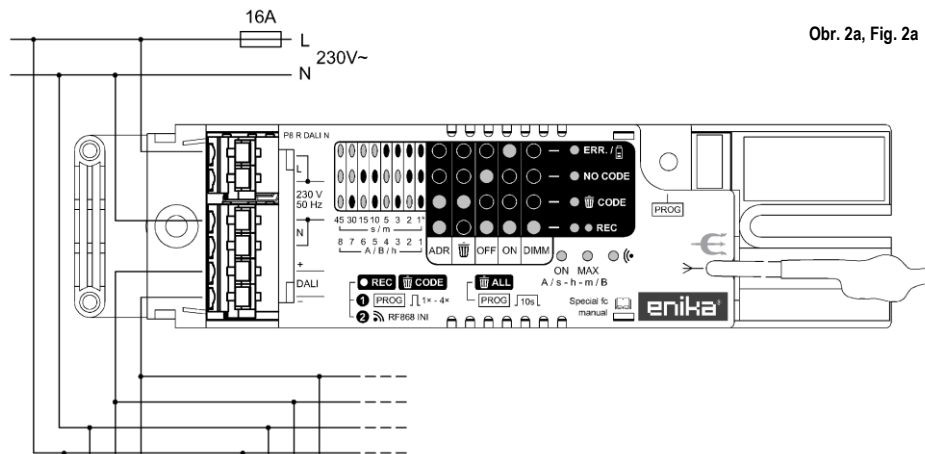 16A
L
230V~
N
Obr. 2a, Fig. 2a
P8 R DALI N
L
230 V
50 Hz
N
+
DALI
–
45 30 15 10 5 3 2 1*
s / m
8 7 6 5 4 3 2 1
A / B / h
ADR OFF ON DIMM
ERR. /
NO CODE
CODE
REC
PROG
ON MAX
A / s - h - m / B
REC CODE
1 PROG 1× - 4×
2 RF868 INI
ALL
PROG 10s
Special fc
manual
enika®